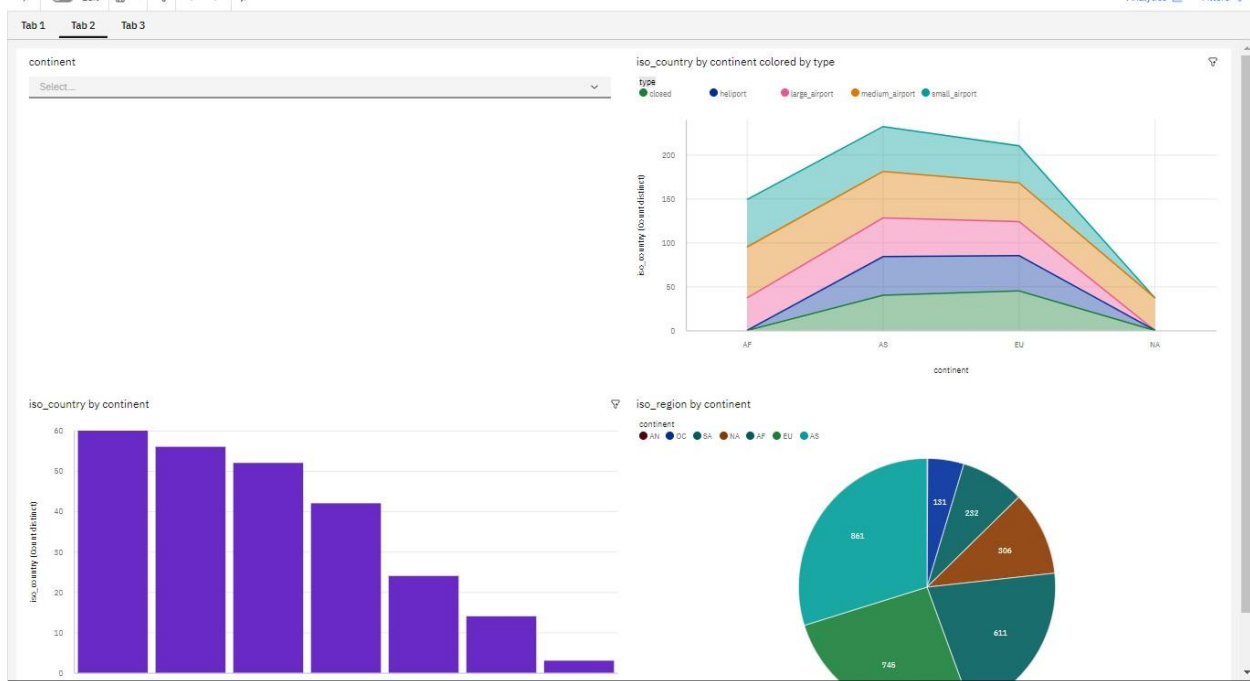 Tab 1 Tab 2 Tab 3
continent
Select...
iso_country by continent colored by type
type
closed heliport large_airport medium_airport small_airport
200
150
100
50
0
iso_country (Count distinct)
AF AS EU NA
continent
iso_country by continent
60
50
40
30
20
10
0
iso_country (Count distinct)
iso_region by continent
continent
AN OC SA NA AF EU AS
131
232
306
611
745
861